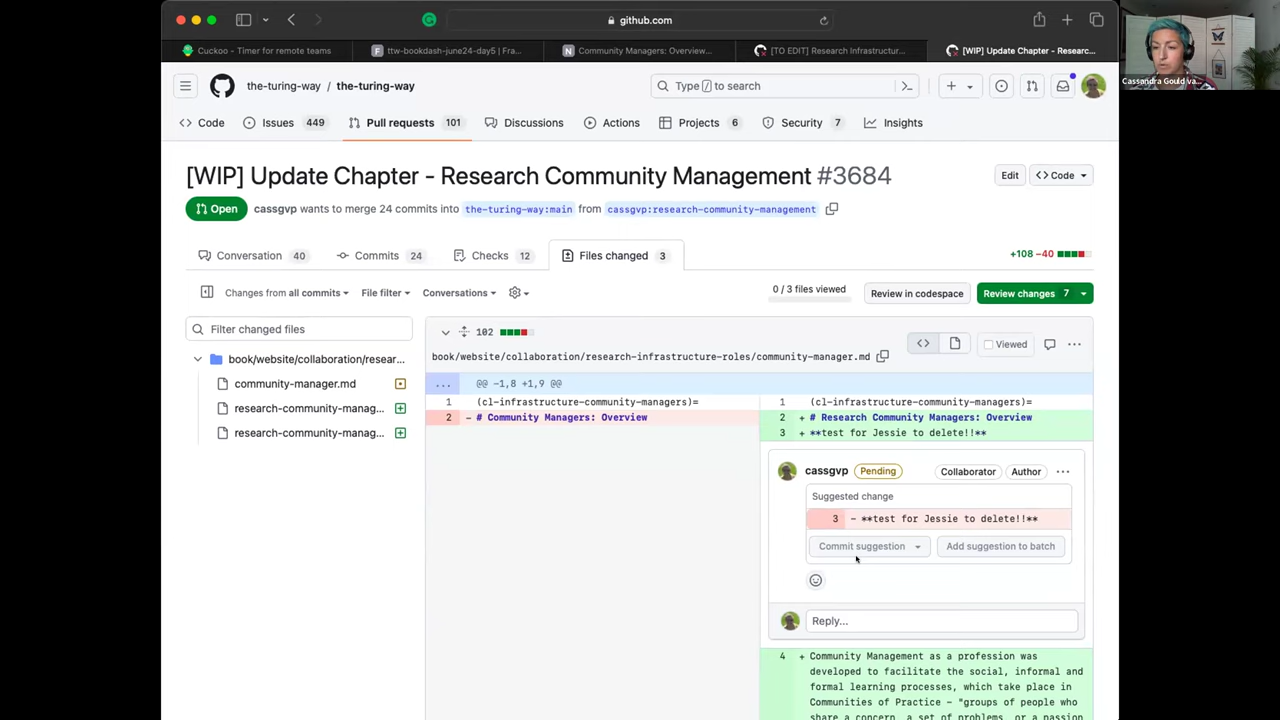 github.com
Cuckoo - Timer for remote teams
ttw-bookdash-june24-day5 | Fra...
Community Managers: Overview...
[TO EDIT] Research Infrastructur...
[WIP] Update Chapter - Researc...
Cassandra Gould va...
the-turing-way / the-turing-way
Type / to search
Code
Issues 449
Pull requests 101
Discussions
Actions
Projects 6
Security 7
Insights
[WIP] Update Chapter - Research Community Management #3684
Edit
<> Code
Open
cassgvp wants to merge 24 commits into the-turing-way:main from cassgvp:research-community-management
Conversation 40
Commits 24
Checks 12
Files changed 3
+108 −40
Changes from all commits
File filter
Conversations
0 / 3 files viewed
Review in codespace
Review changes 7
Filter changed files
book/website/collaboration/resear...
community-manager.md
research-community-manag...
research-community-manag...
102
Viewed
book/website/collaboration/research-infrastructure-roles/community-manager.md
... @@ -1,8 +1,9 @@
1 (cl-infrastructure-community-managers)=
2 - # Community Managers: Overview
1 (cl-infrastructure-community-managers)=
2 + # Research Community Managers: Overview
3 + **test for Jessie to delete!!**
cassgvp Pending Collaborator Author
Suggested change
3 - **test for Jessie to delete!!**
Commit suggestion
Add suggestion to batch
Reply...
4 + Community Management as a profession was
developed to facilitate the social, informal and
formal learning processes, which take place in
Communities of Practice - "groups of people who
share a concern, a set of problems, or a passion